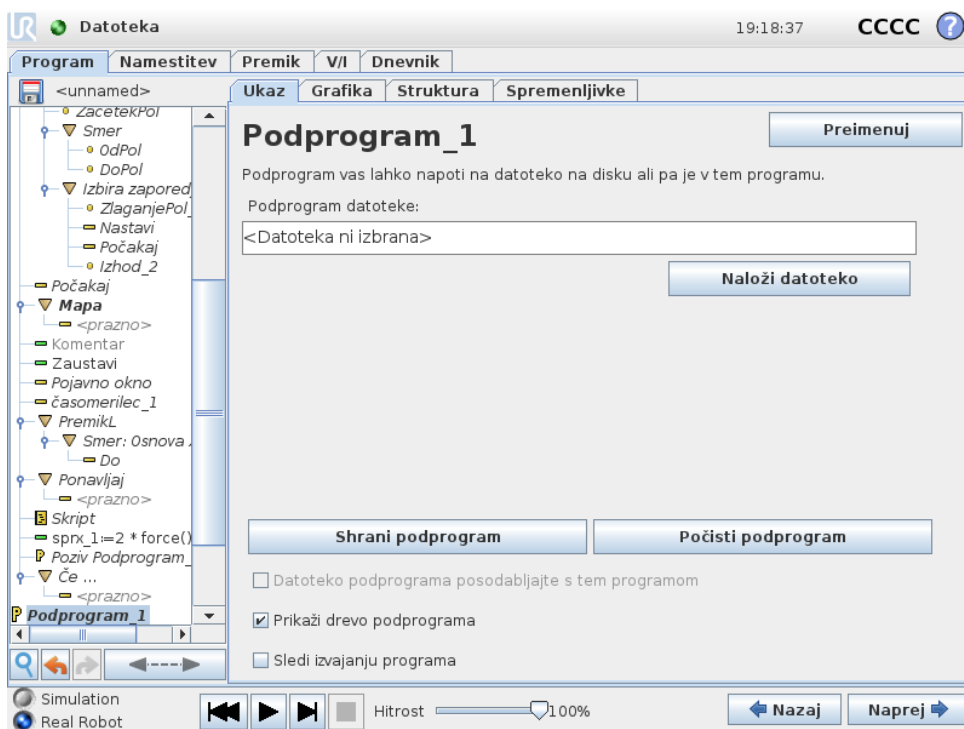 UR Datoteka 19:18:37 CCCC ?
Program Namestitev Premik V/I Dnevnik
<unnamed>
ZacetekPol
Smer
OdPol
DoPol
Izbira zapored
ZlaganjePol_
Nastavi
Počakaj
Izhod_2
Počakaj
Mapa
<prazno>
Komentar
Zaustavi
Pojavno okno
časomerilec_1
PremikL
Smer: Osnova
Do
Ponavljaj
<prazno>
Skript
sprx_1:=2 * force()
Poziv Podprogram_
Če ...
<prazno>
P Podprogram_1
Ukaz Grafika Struktura Spremenljivke
Podprogram_1
Preimenuj
Podprogram vas lahko napoti na datoteko na disku ali pa je v tem programu.
Podprogram datoteke:
<Datoteka ni izbrana>
Naloži datoteko
Shrani podprogram
Počisti podprogram
Datoteko podprograma posodabljajte s tem programom
Prikaži drevo podprograma
Sledi izvajanju programa
Simulation
Real Robot
Hitrost 100%
Nazaj
Naprej